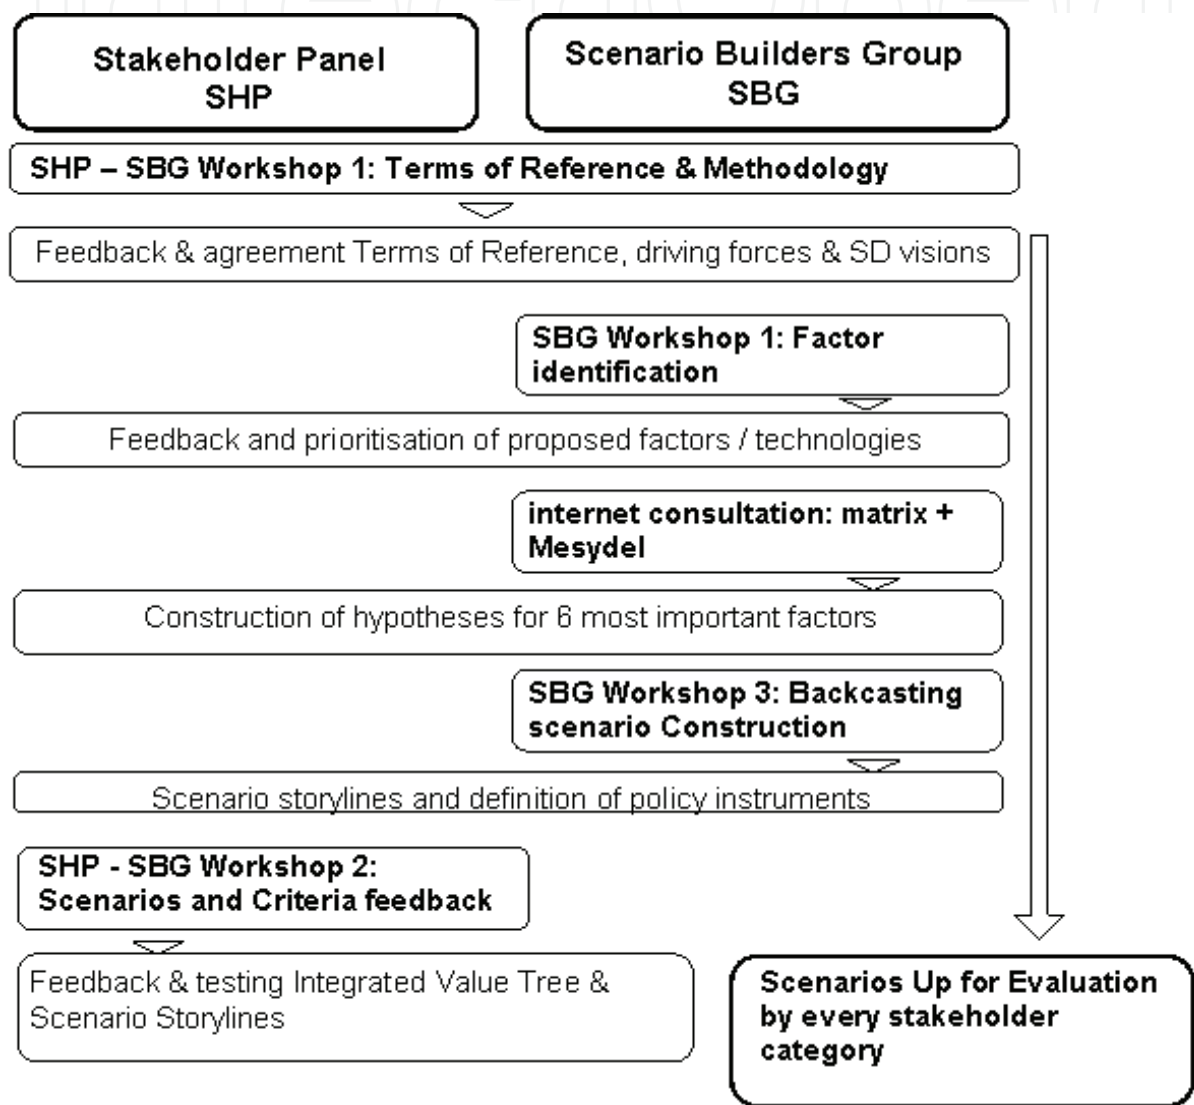 Stakeholder Panel
SHP
Scenario Builders Group
SBG
SHP – SBG Workshop 1: Terms of Reference & Methodology
Feedback & agreement Terms of Reference, driving forces & SD visions
SBG Workshop 1: Factor
identification
Feedback and prioritisation of proposed factors / technologies
internet consultation: matrix +
Mesydel
Construction of hypotheses for 6 most important factors
SBG Workshop 3: Backcasting
scenario Construction
Scenario storylines and definition of policy instruments
SHP - SBG Workshop 2:
Scenarios and Criteria feedback
Feedback & testing Integrated Value Tree &
Scenario Storylines
Scenarios Up for Evaluation
by every stakeholder
category